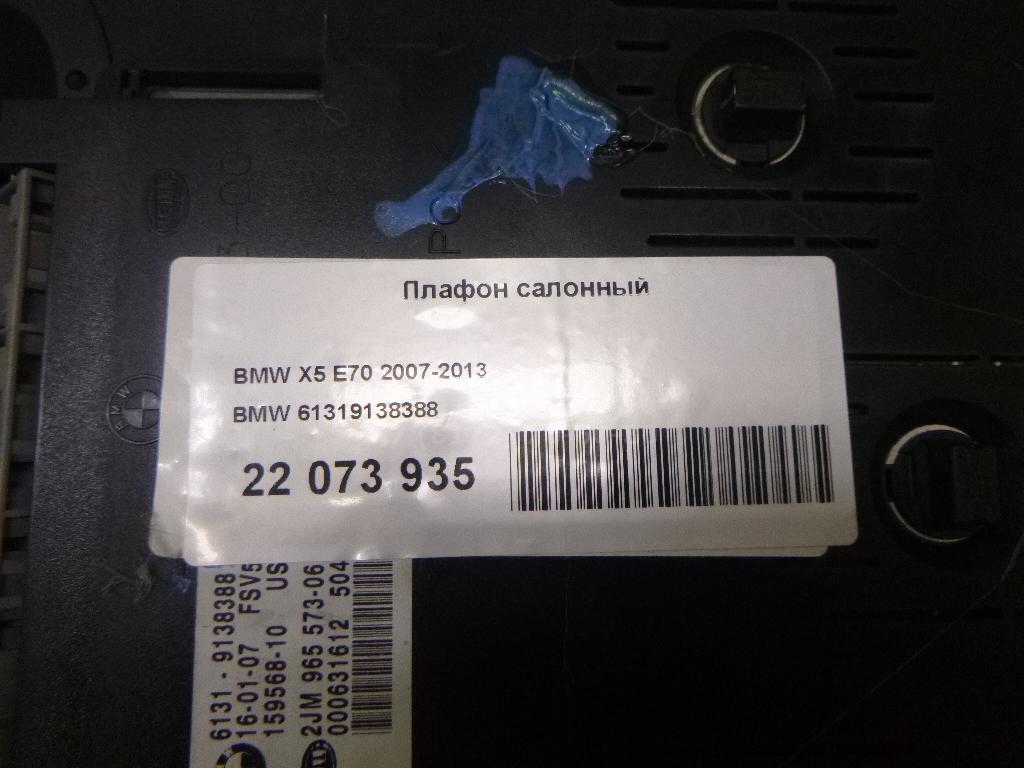 Плафон салонный
BMW X5 E70 2007-2013
BMW 61319138388
22 073 935
6131 - 9138388
16-01-07 FSV5
159568-10 US
2JM 965 573-06
000631612 504
BMW